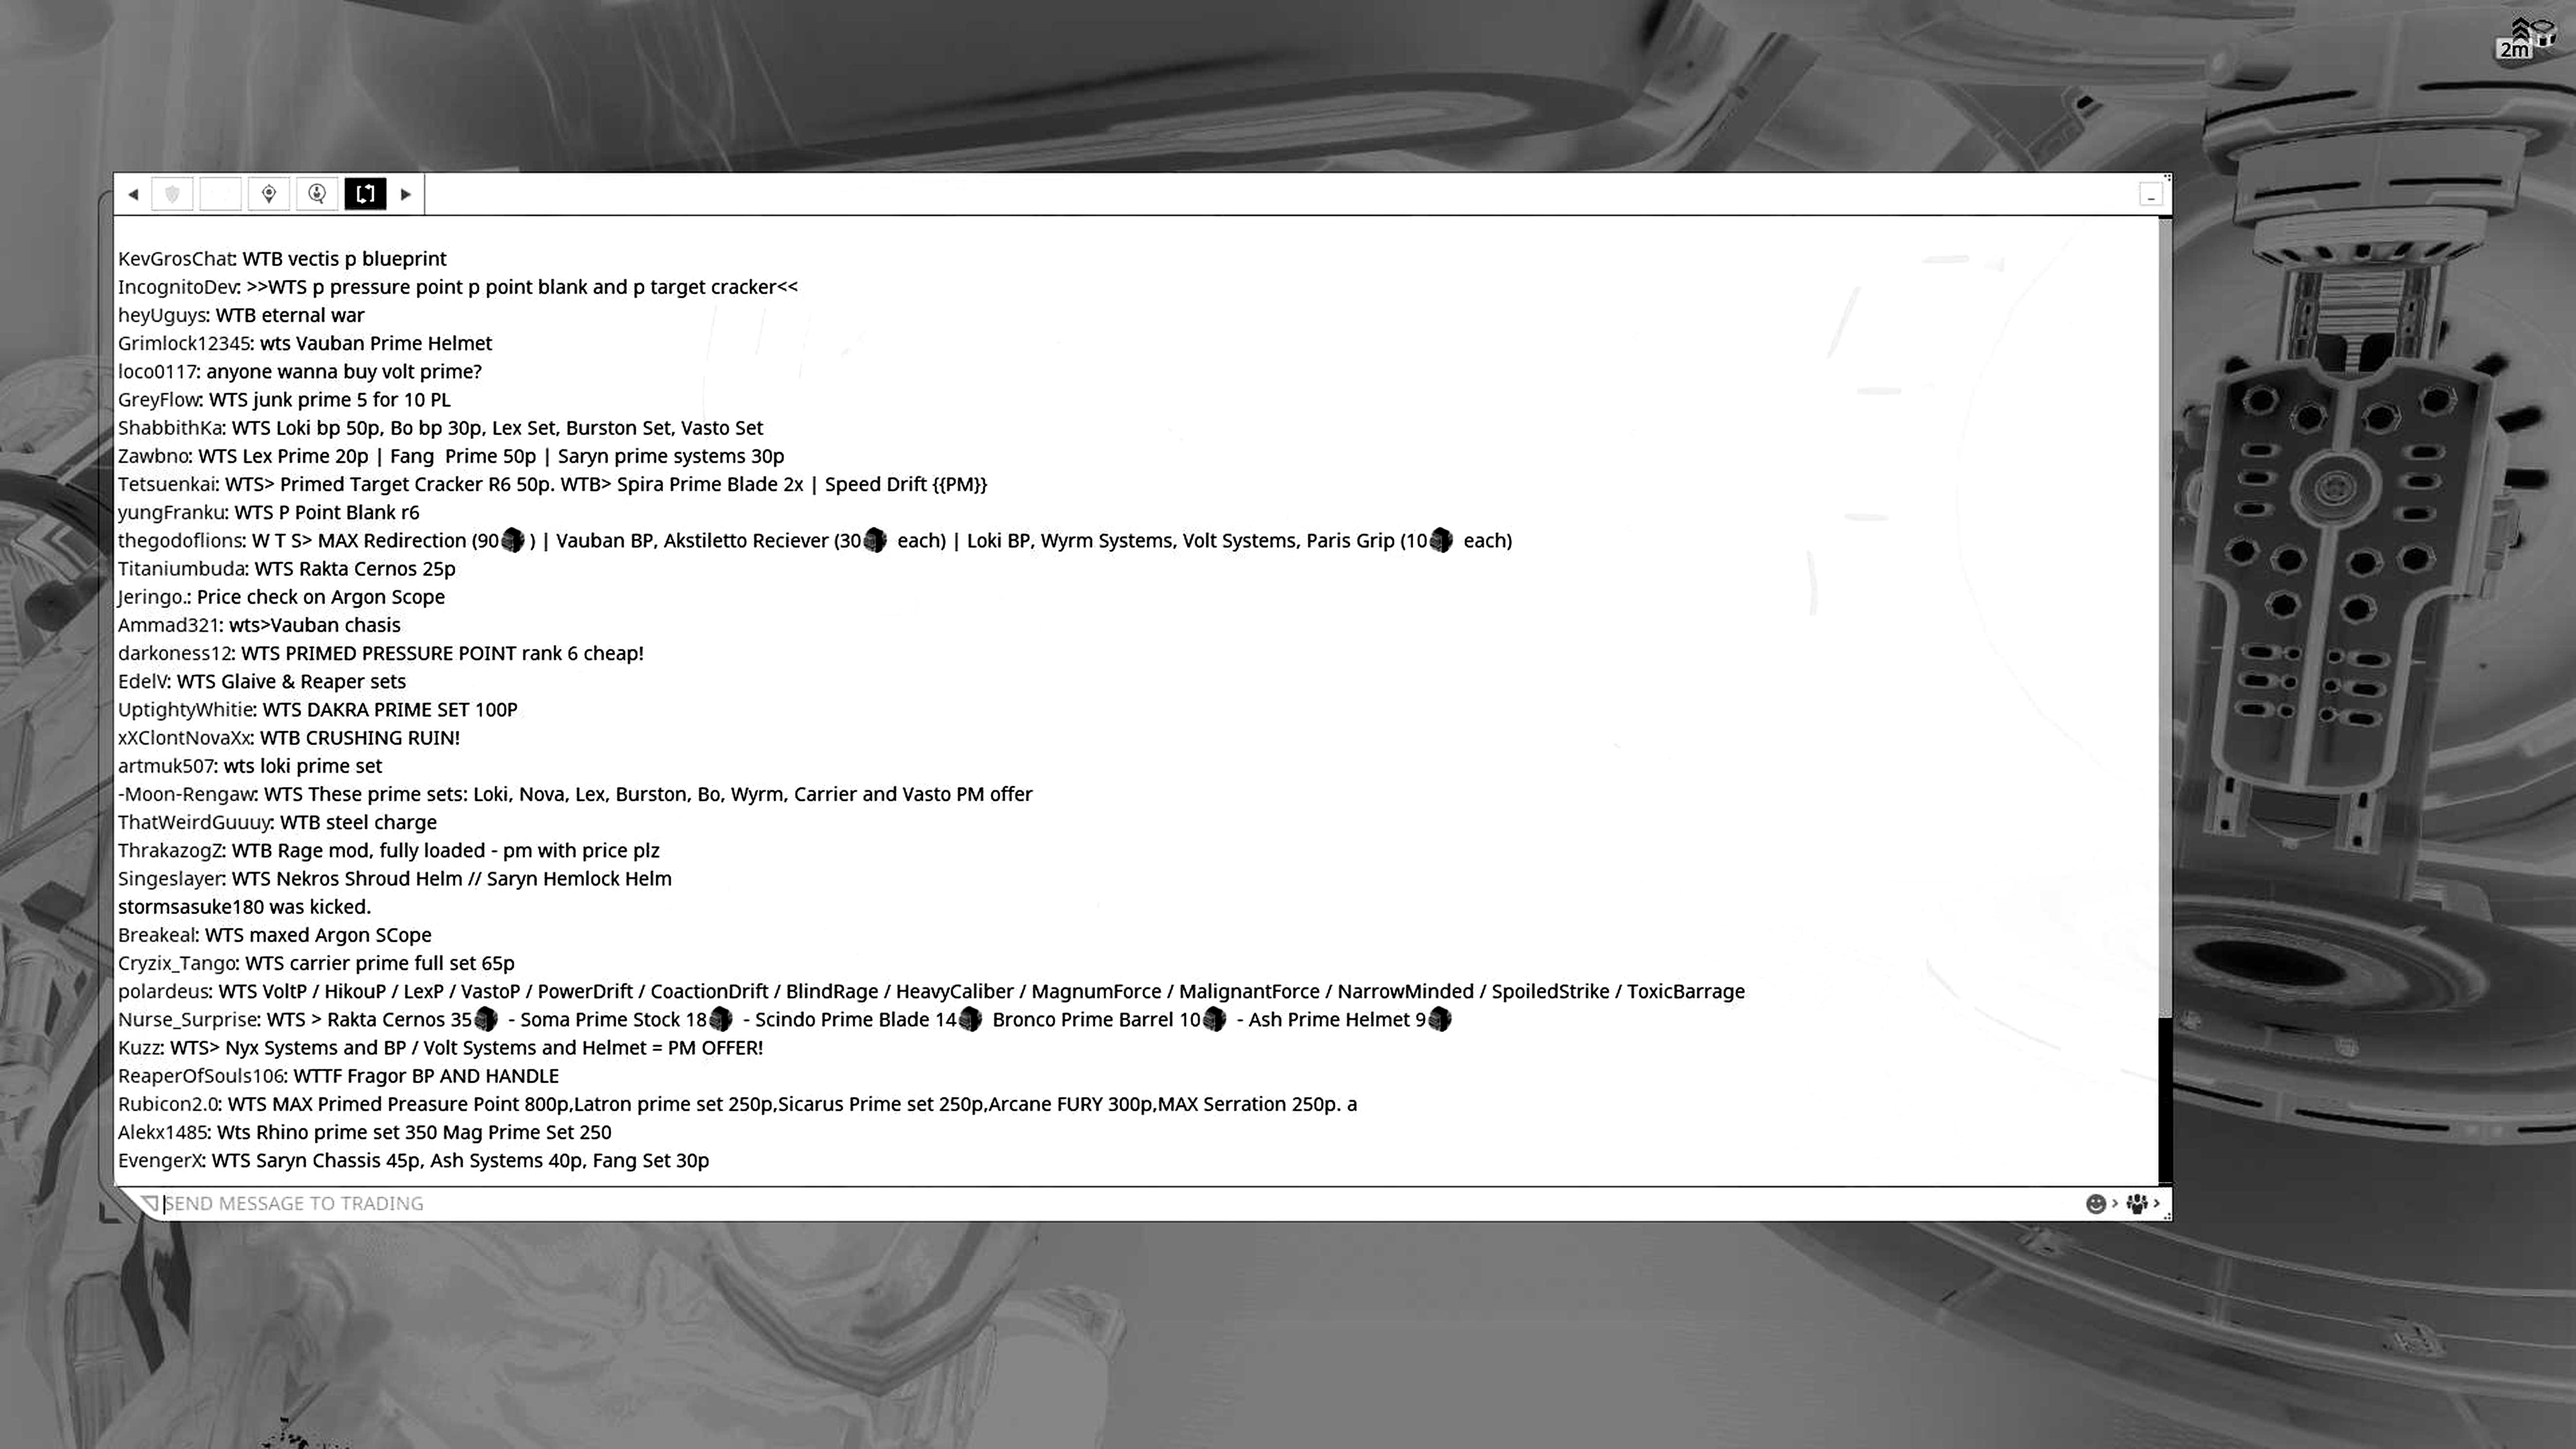 2m
KevGrosChat: WTB vectis p blueprint
IncognitoDev: >>WTS p pressure point p point blank and p target cracker<<
heyUguys: WTB eternal war
Grimlock12345: wts Vauban Prime Helmet
loco0117: anyone wanna buy volt prime?
GreyFlow: WTS junk prime 5 for 10 PL
ShabbithKa: WTS Loki bp 50p, Bo bp 30p, Lex Set, Burston Set, Vasto Set
Zawbno: WTS Lex Prime 20p | Fang  Prime 50p | Saryn prime systems 30p
Tetsuenkai: WTS> Primed Target Cracker R6 50p. WTB> Spira Prime Blade 2x | Speed Drift {{PM}}
yungFranku: WTS P Point Blank r6
thegodoflions: W T S> MAX Redirection (90 ) | Vauban BP, Akstiletto Reciever (30 each) | Loki BP, Wyrm Systems, Volt Systems, Paris Grip (10 each)
Titaniumbuda: WTS Rakta Cernos 25p
Jeringo.: Price check on Argon Scope
Ammad321: wts>Vauban chasis
darkoness12: WTS PRIMED PRESSURE POINT rank 6 cheap!
EdelV: WTS Glaive & Reaper sets
UptightyWhitie: WTS DAKRA PRIME SET 100P
xXClontNovaXx: WTB CRUSHING RUIN!
artmuk507: wts loki prime set
-Moon-Rengaw: WTS These prime sets: Loki, Nova, Lex, Burston, Bo, Wyrm, Carrier and Vasto PM offer
ThatWeirdGuuuy: WTB steel charge
ThrakazogZ: WTB Rage mod, fully loaded - pm with price plz
Singeslayer: WTS Nekros Shroud Helm // Saryn Hemlock Helm
stormsasuke180 was kicked.
Breakeal: WTS maxed Argon SCope
Cryzix_Tango: WTS carrier prime full set 65p
polardeus: WTS VoltP / HikouP / LexP / VastoP / PowerDrift / CoactionDrift / BlindRage / HeavyCaliber / MagnumForce / MalignantForce / NarrowMinded / SpoiledStrike / ToxicBarrage
Nurse_Surprise: WTS > Rakta Cernos 35 - Soma Prime Stock 18 - Scindo Prime Blade 14 Bronco Prime Barrel 10 - Ash Prime Helmet 9
Kuzz: WTS> Nyx Systems and BP / Volt Systems and Helmet = PM OFFER!
ReaperOfSouls106: WTTF Fragor BP AND HANDLE
Rubicon2.0: WTS MAX Primed Preasure Point 800p,Latron prime set 250p,Sicarus Prime set 250p,Arcane FURY 300p,MAX Serration 250p. a
Alekx1485: Wts Rhino prime set 350 Mag Prime Set 250
EvengerX: WTS Saryn Chassis 45p, Ash Systems 40p, Fang Set 30p
SEND MESSAGE TO TRADING